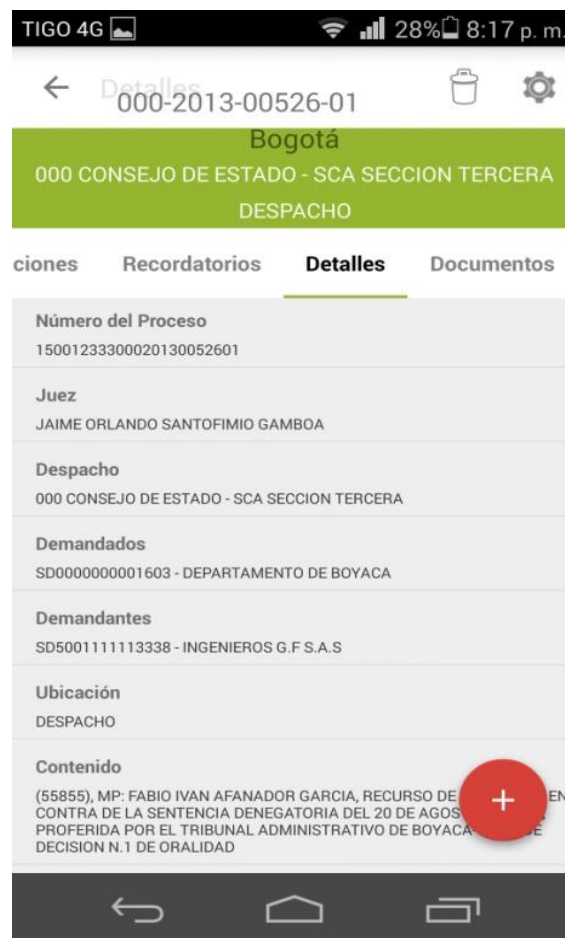 TIGO 4G 28% 8:17 p. m.
Detalles
000-2013-00526-01
Bogotá
000 CONSEJO DE ESTADO - SCA SECCION TERCERA
DESPACHO
ciones Recordatorios Detalles Documentos
Número del Proceso
15001233300020130052601
Juez
JAIME ORLANDO SANTOFIMIO GAMBOA
Despacho
000 CONSEJO DE ESTADO - SCA SECCION TERCERA
Demandados
SD0000000001603 - DEPARTAMENTO DE BOYACA
Demandantes
SD5001111113338 - INGENIEROS G.F S.A.S
Ubicación
DESPACHO
Contenido
(55855), MP: FABIO IVAN AFANADOR GARCIA, RECURSO DE EN
CONTRA DE LA SENTENCIA DENEGATORIA DEL 20 DE AGOS
PROFERIDA POR EL TRIBUNAL ADMINISTRATIVO DE BOYACA
DECISION N.1 DE ORALIDAD